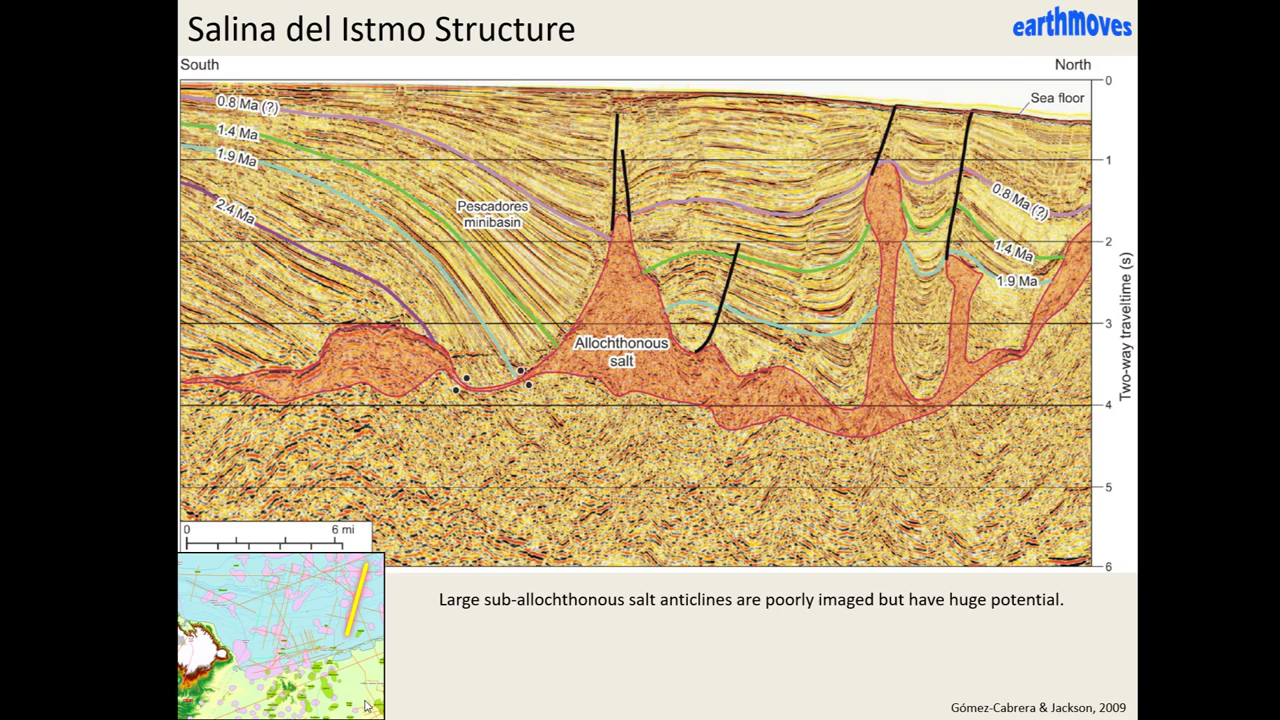 Salina del Istmo Structure
earthmoves
South
North
0
Sea floor
0.8 Ma (?)
1.4 Ma
1.9 Ma
1
Pescadores
minibasin
0.8 Ma (?)
2.4 Ma
2
1.4 Ma
1.9 Ma
Two-way traveltime (s)
3
Allochthonous
salt
4
5
0
6 mi
6
Large sub-allochthonous salt anticlines are poorly imaged but have huge potential.
Gómez-Cabrera & Jackson, 2009